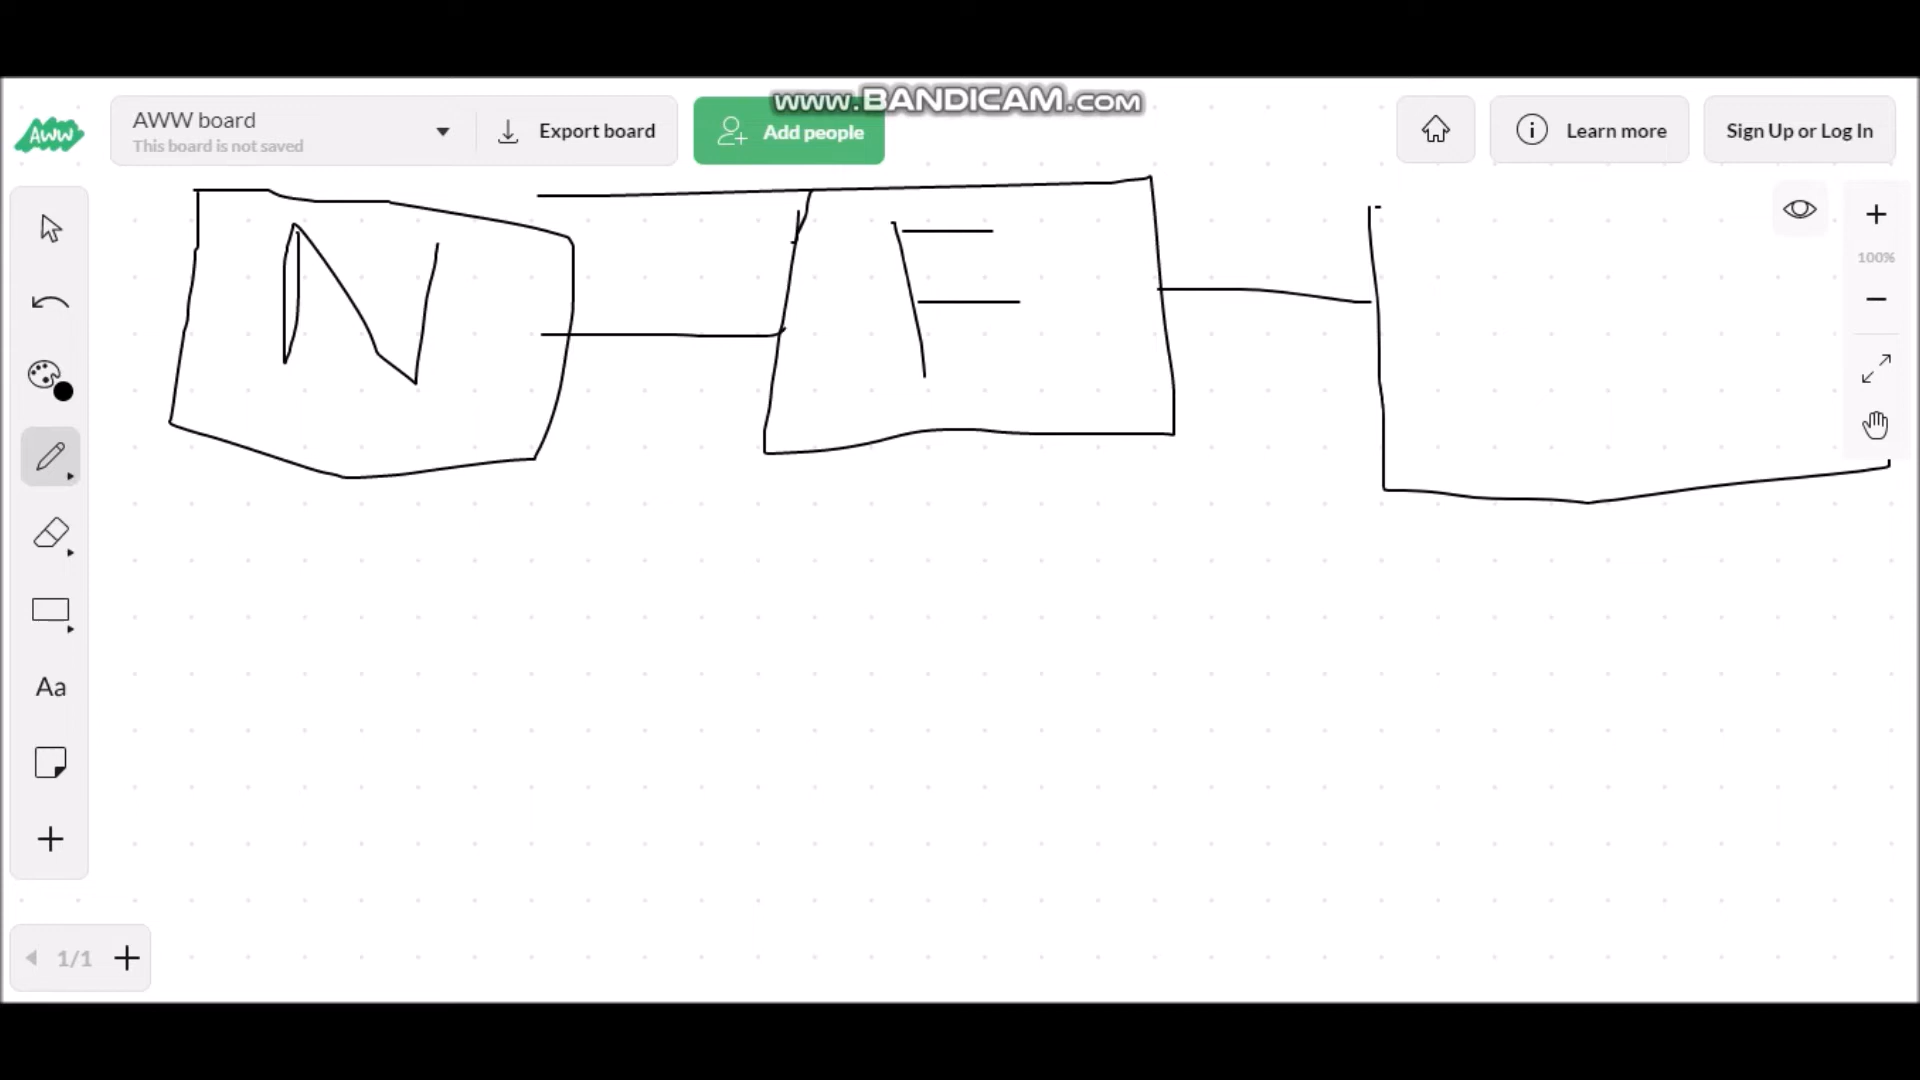 www.BANDICAM.com
AWW
AWW board
This board is not saved
Export board
Add people
Learn more
Sign Up or Log In
N
F
100%
Aa
1/1